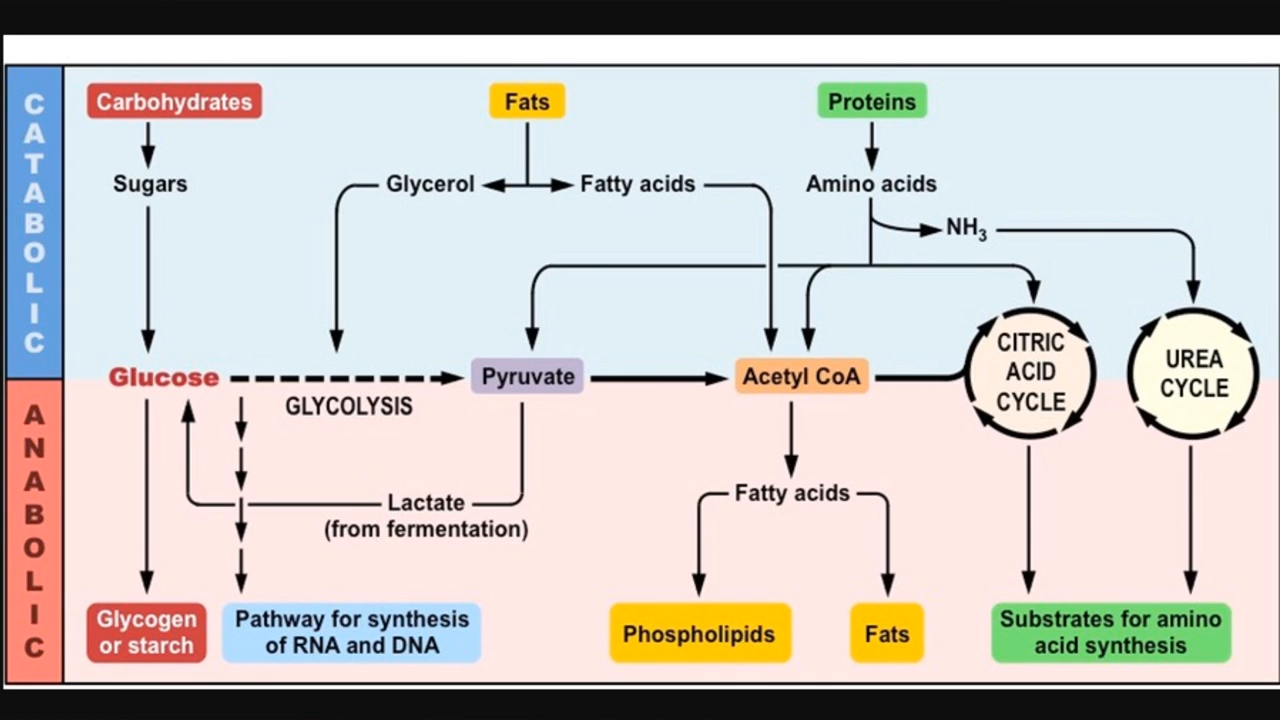 CATABOLIC
Carbohydrates
Fats
Proteins
Sugars
Glycerol
Fatty acids
Amino acids
NH₃
Glucose
GLYCOLYSIS
Pyruvate
Acetyl CoA
CITRIC
ACID
CYCLE
UREA
CYCLE
ANABOLIC
Lactate
(from fermentation)
Fatty acids
Glycogen
or starch
Pathway for synthesis
of RNA and DNA
Phospholipids
Fats
Substrates for amino
acid synthesis